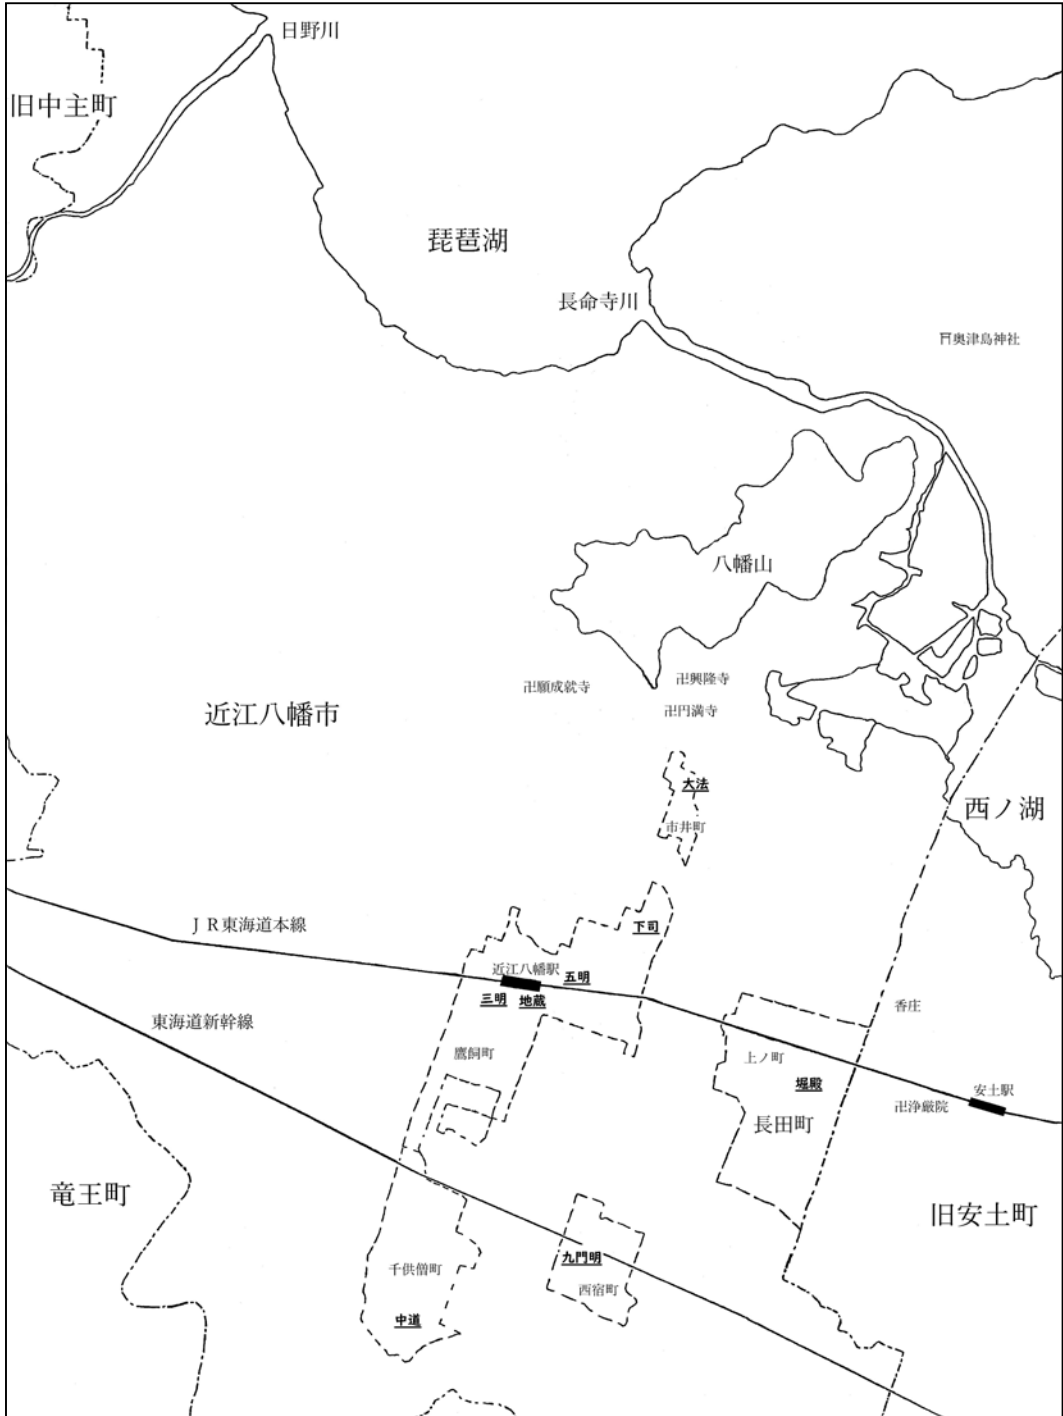 日野川
旧中主町
琵琶湖
長命寺川
⛩奥津島神社
八幡山
卍願成就寺
卍興隆寺
卍円満寺
近江八幡市
大法
市井町
西ノ湖
ＪＲ東海道本線
下司
近江八幡駅
五明
三明
地蔵
香庄
東海道新幹線
鷹飼町
上ノ町
堀殿
安土駅
卍浄厳院
長田町
竜王町
旧安土町
九門明
千供僧町
西宿町
中道